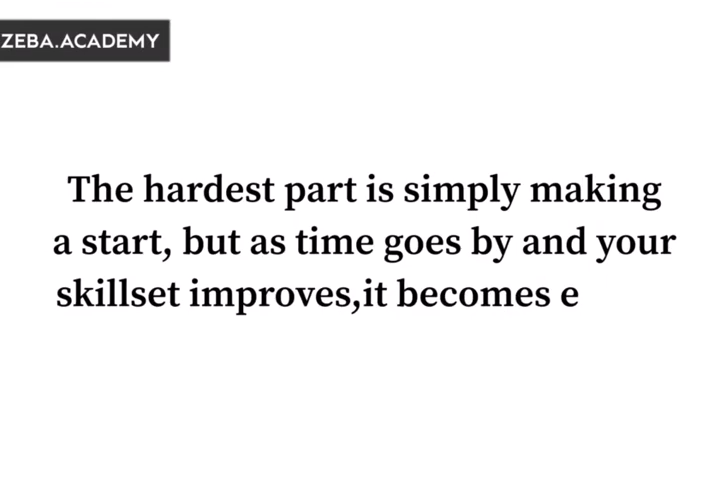 ZEBA.ACADEMY
The hardest part is simply making
a start, but as time goes by and your
skillset improves,it becomes e